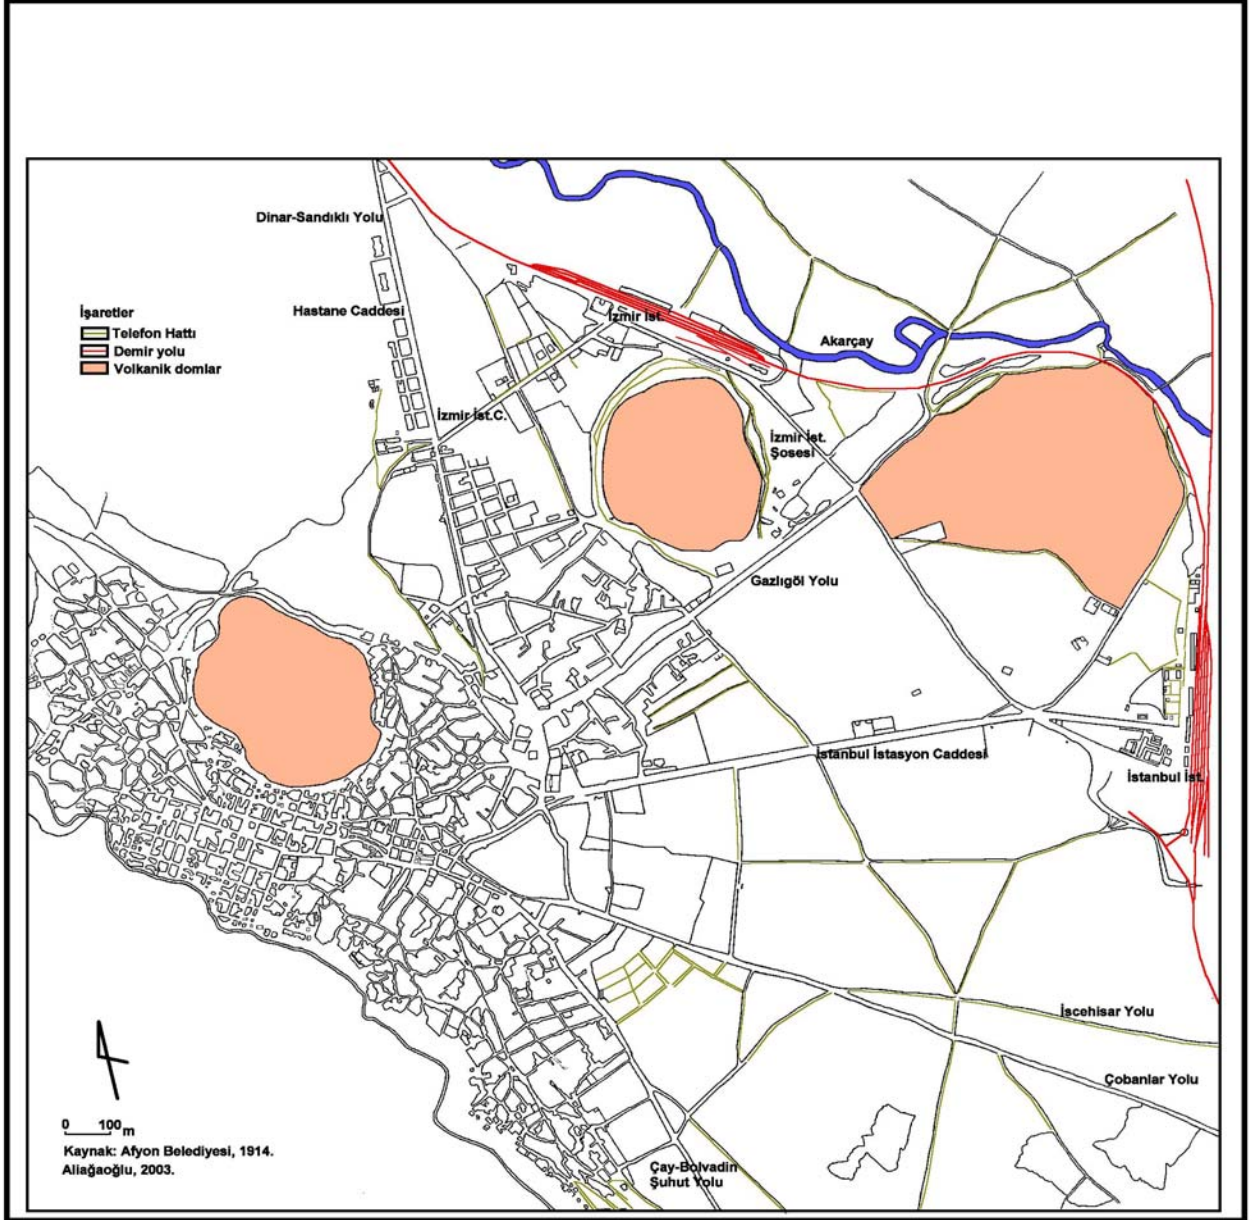 Dinar-Sandıklı Yolu
Hastane Caddesi
İşaretler
Telefon Hattı
Demir yolu
Volkanik domlar
İzmir İst.
Akarçay
İzmir İst.C.
İzmir İst.
Şosesi
Gazlıgöl Yolu
İstanbul İstasyon Caddesi
İstanbul İst.
İscehisar Yolu
Çobanlar Yolu
0 100 m
Kaynak: Afyon Belediyesi, 1914.
Aliağaoğlu, 2003.
Çay-Bolvadin
Şuhut Yolu